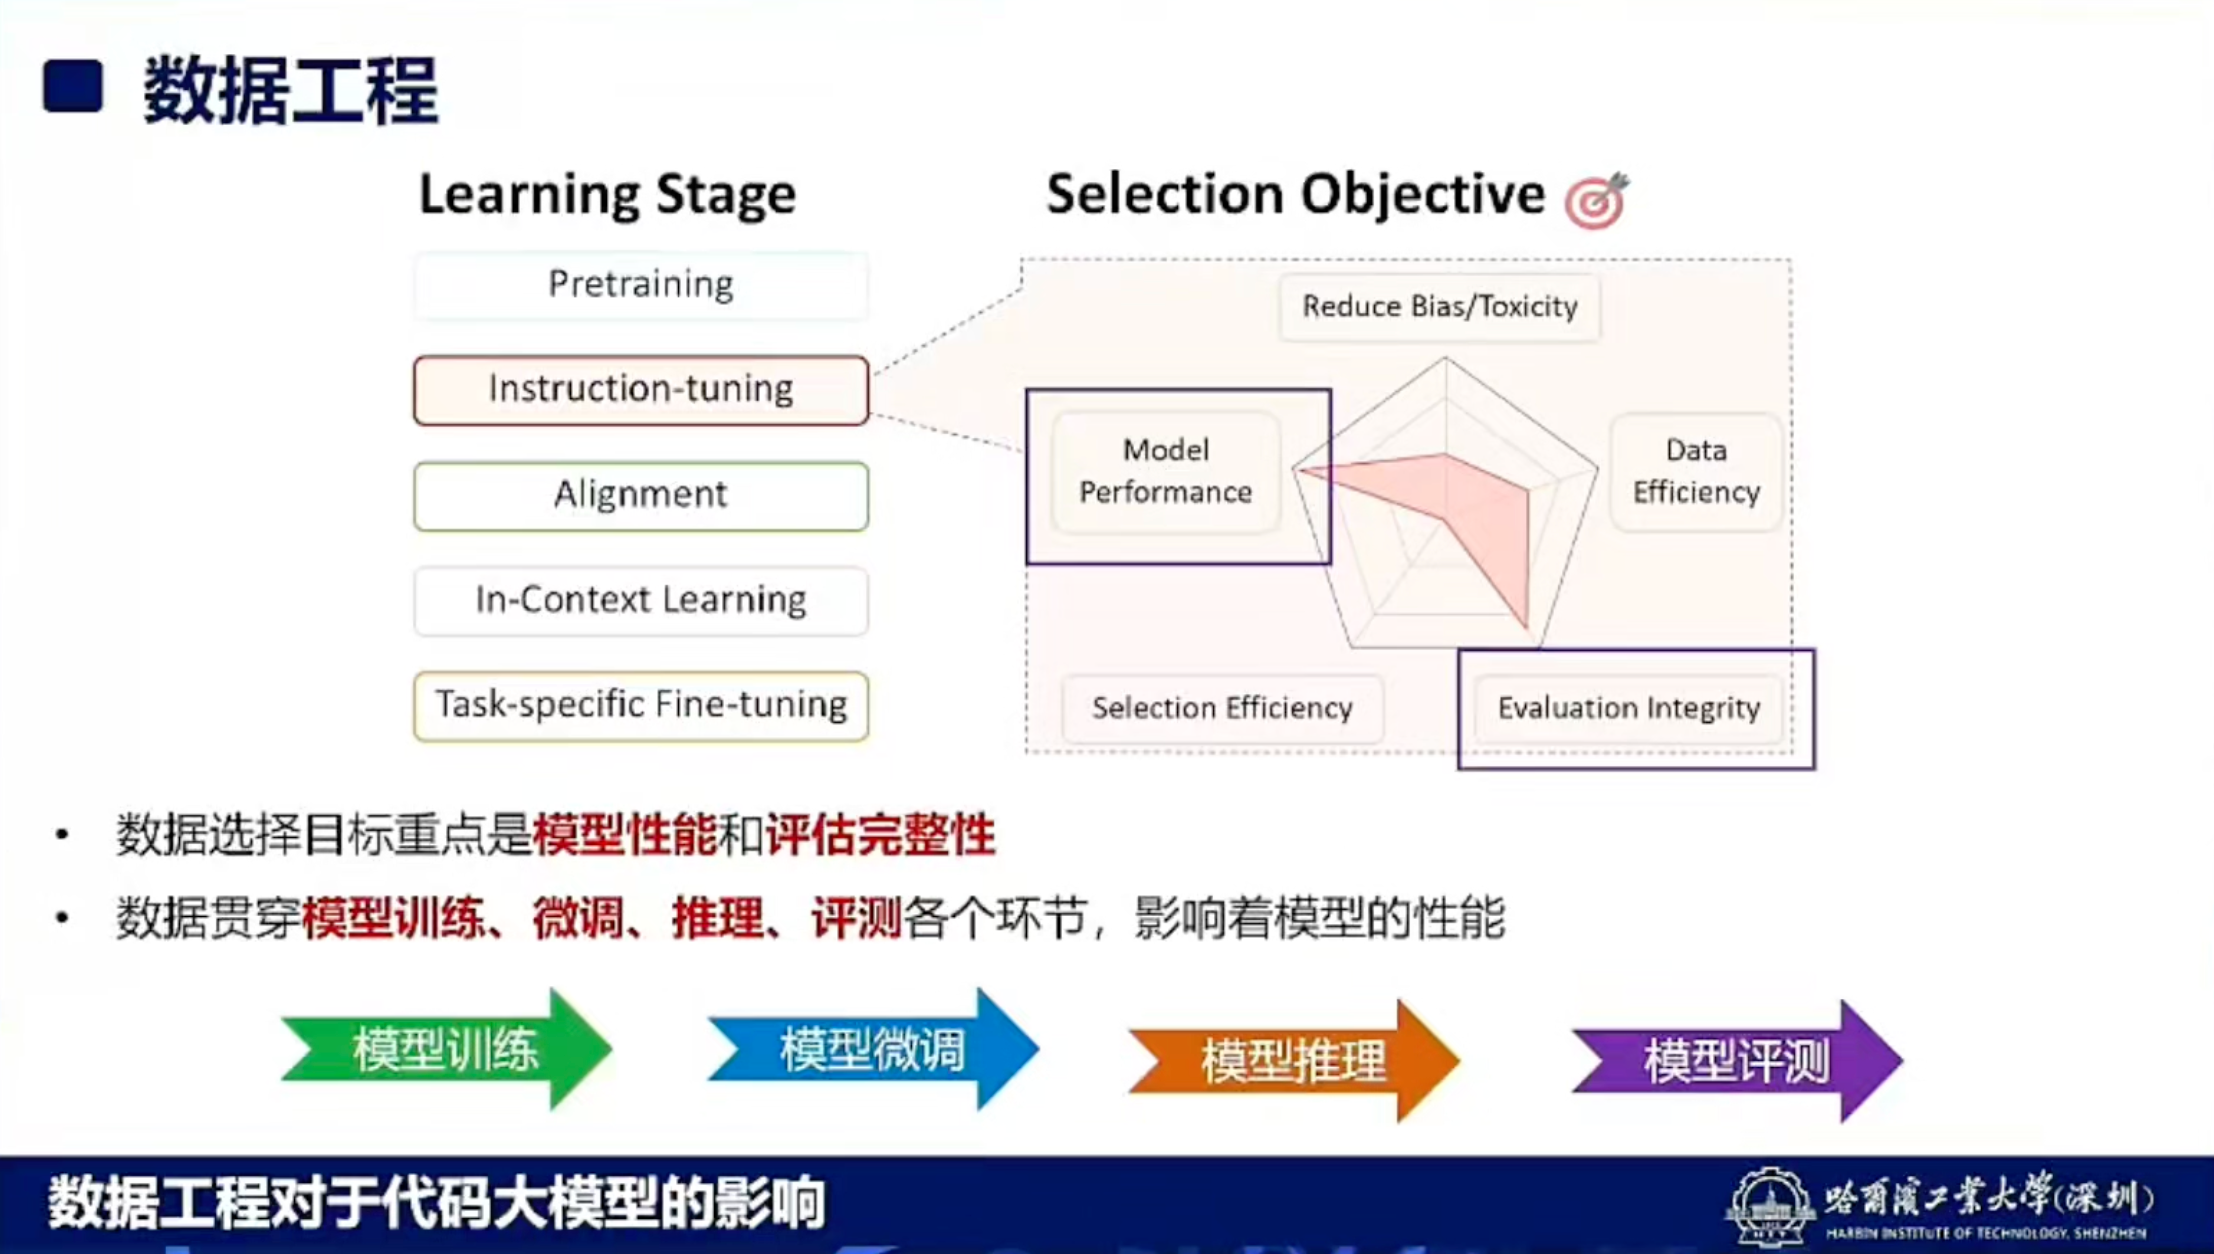 数据工程
Learning Stage
Pretraining
Instruction-tuning
Alignment
In-Context Learning
Task-specific Fine-tuning
Selection Objective
Reduce Bias/Toxicity
Model
Performance
Data
Efficiency
Selection Efficiency
Evaluation Integrity
• 数据选择目标重点是模型性能和评估完整性
• 数据贯穿模型训练、微调、推理、评测各个环节，影响着模型的性能
模型训练
模型微调
模型推理
模型评测
数据工程对于代码大模型的影响
哈爾濱工業大學(深圳)
HARBIN INSTITUTE OF TECHNOLOGY, SHENZHEN